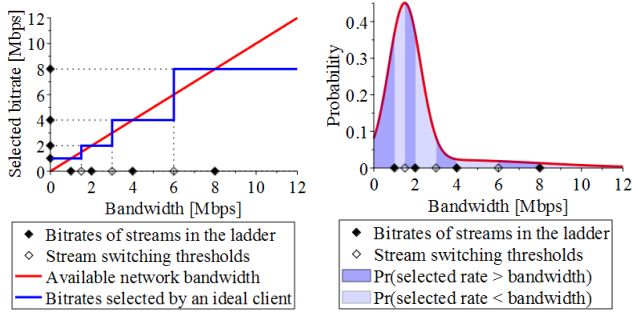 Selected bitrate [Mbps]
12
10
8
6
4
2
0
0 2 4 6 8 10 12
Bandwidth [Mbps]
Bitrates of streams in the ladder
Stream switching thresholds
Available network bandwidth
Bitrates selected by an ideal client
Probability
0.4
0.3
0.2
0.1
0
0 2 4 6 8 10 12
Bandwidth [Mbps]
Bitrates of streams in the ladder
Stream switching thresholds
Pr(selected rate > bandwidth)
Pr(selected rate < bandwidth)